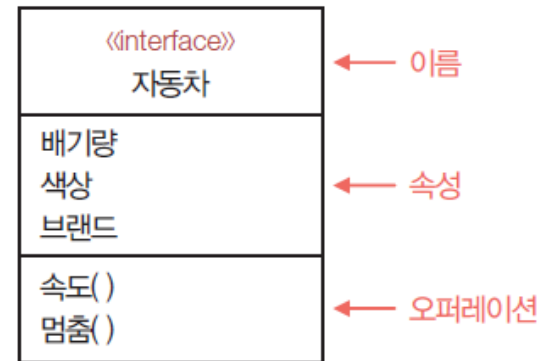 《interface》
자동차
이름
배기량
색상
브랜드
속성
속도( )
멈춤( )
오퍼레이션